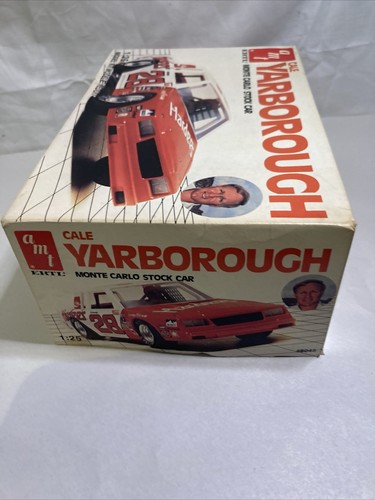 amt
CALE
YARBOROUGH
MONTE CARLO STOCK CAR
28
Hardee's
amt
ERTL
CALE
YARBOROUGH
MONTE CARLO STOCK CAR
28
1:25